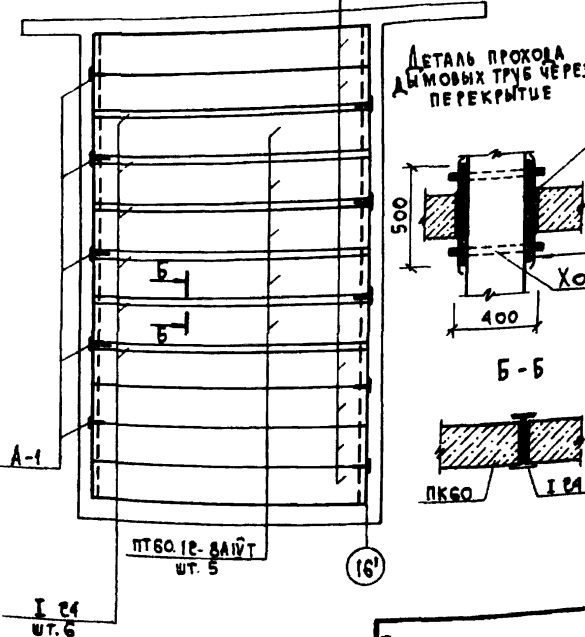 ДЕТАЛЬ ПРОХОДА
ДЫМОВЫХ ТРУБ ЧЕРЕЗ
ПЕРЕКРЫТИЕ
500
400
Б
Б
Б-Б
А-1
ПК60
I 24
ПТ60.12-8АIVТ
шт. 5
16'
I 24
шт. 6